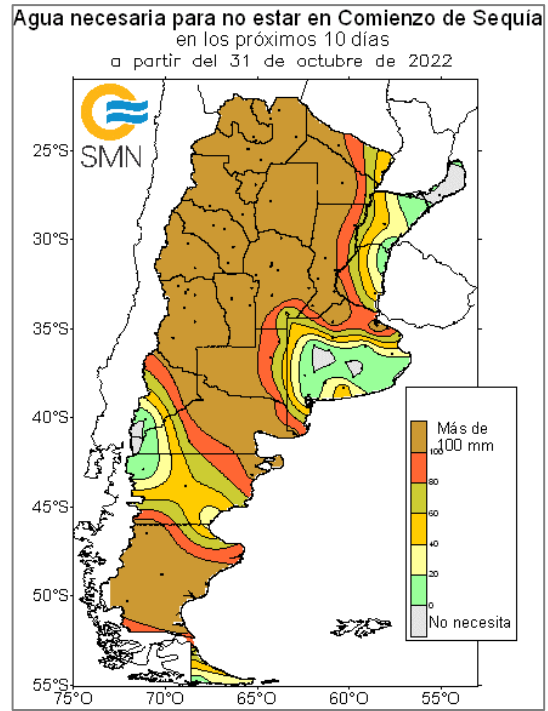 Agua necesaria para no estar en Comienzo de Sequía
en los próximos 10 días
a partir del 31 de octubre de 2022
SMN
25°S
30°S
35°S
40°S
45°S
50°S
55°S
75°O
70°O
65°O
60°O
55°O
Más de
100 mm
100
80
60
40
20
0
No necesita